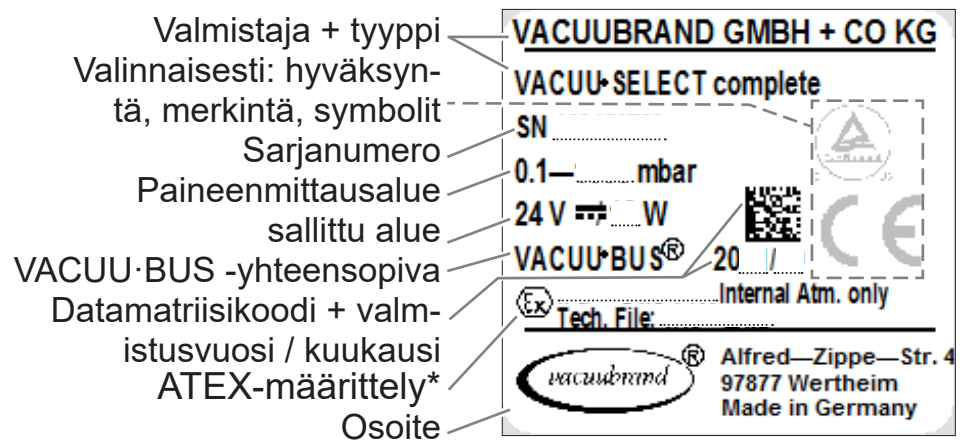 Valmistaja + tyyppi
Valinnaisesti: hyväksyn-
tä, merkintä, symbolit
Sarjanumero
Paineenmittausalue
sallittu alue
VACUU·BUS -yhteensopiva
Datamatriisikoodi + valm-
istusvuosi / kuukausi
ATEX-määrittely*
Osoite
VACUUBRAND GMBH + CO KG
VACUU·SELECT complete
SN
0.1— mbar
24 V W
VACUU·BUS® 20 /
Ex Internal Atm. only
Tech. File:
vacuubrand ®
Alfred—Zippe—Str. 4
97877 Wertheim
Made in Germany
CE